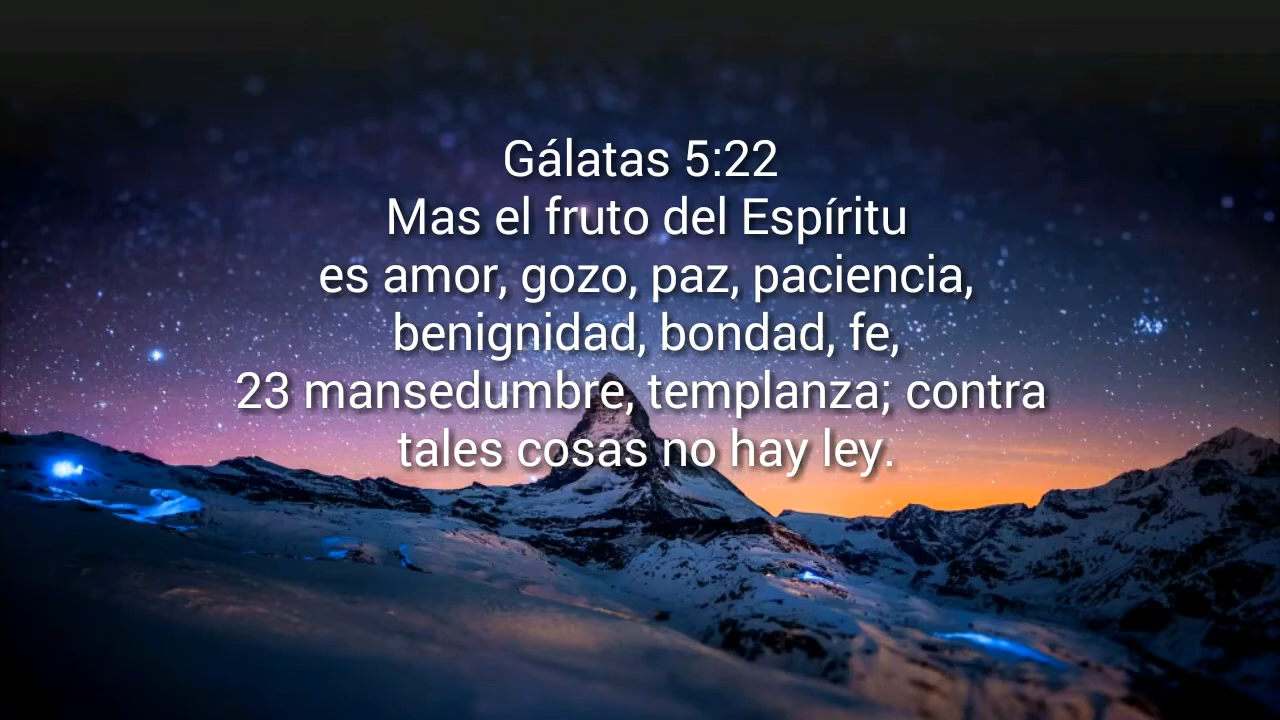 Gálatas 5:22
Mas el fruto del Espíritu
es amor, gozo, paz, paciencia,
benignidad, bondad, fe,
23 mansedumbre, templanza; contra
tales cosas no hay ley.